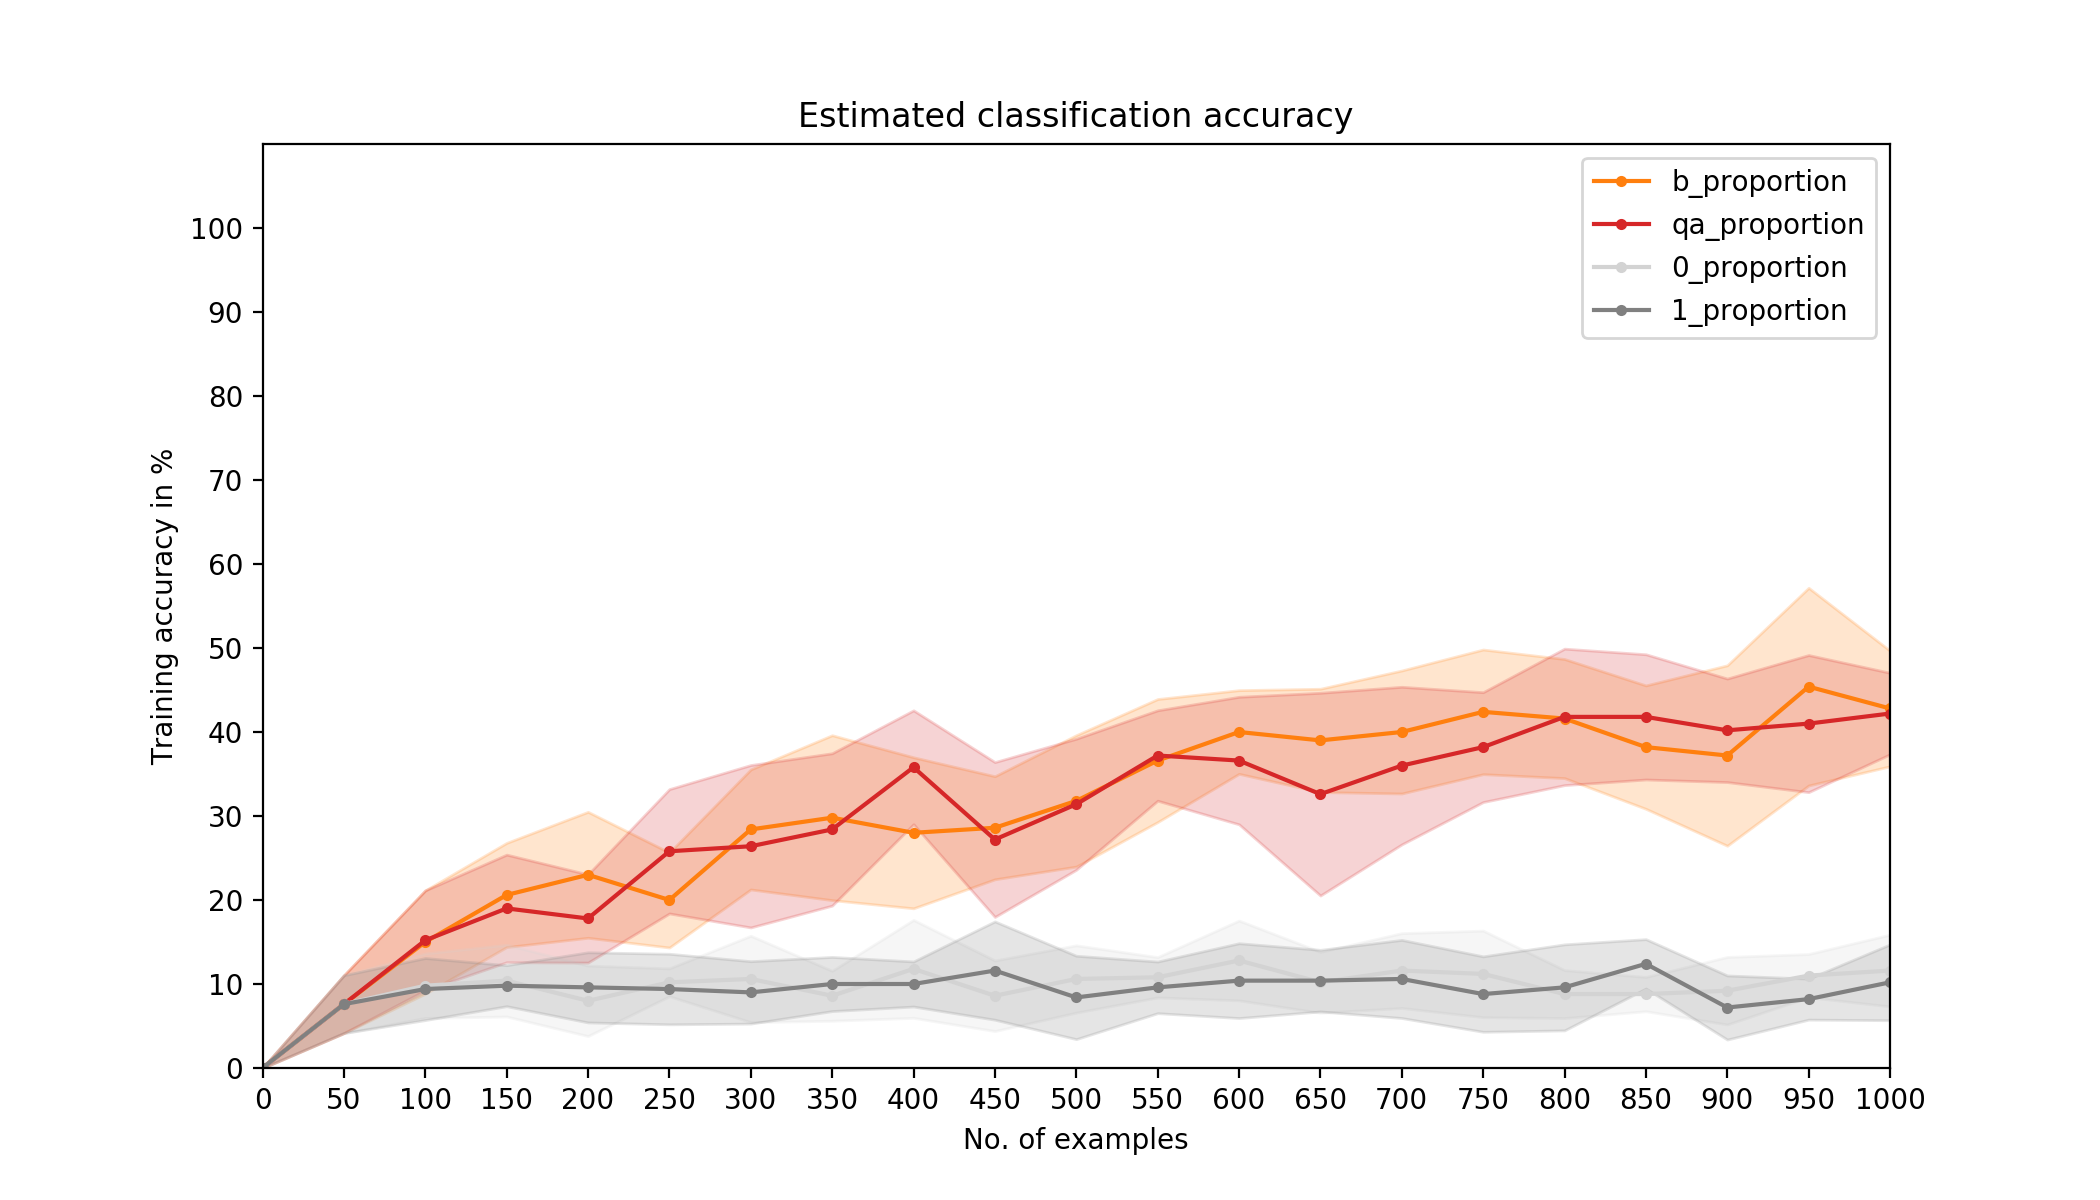 Estimated classification accuracy
b_proportion
qa_proportion
0_proportion
1_proportion
Training accuracy in %
100
90
80
70
60
50
40
30
20
10
0
0 50 100 150 200 250 300 350 400 450 500 550 600 650 700 750 800 850 900 950 1000
No. of examples